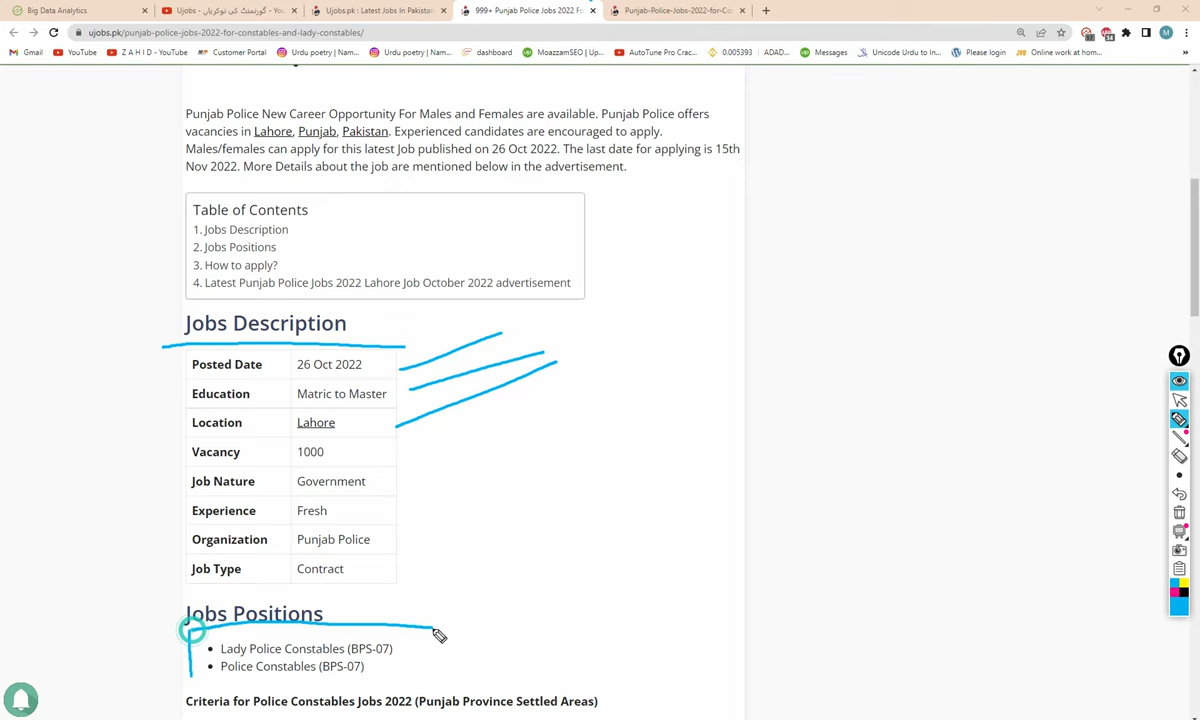 Big Data Analytics
Ujobs - گورنمنٹ کی نوکریاں - You
Ujobs.pk : Latest Jobs In Pakistan
999+ Punjab Police Jobs 2022 Fo
Punjab-Police-Jobs-2022-for-Con
ujobs.pk/punjab-police-jobs-2022-for-constables-and-lady-constables/
Gmail
YouTube
Z A H I D - YouTube
Customer Portal
Urdu poetry | Nam...
Urdu poetry | Nam...
dashboard
MoazzamSEO | Up...
AutoTune Pro Crac...
0.005393 | ADAD...
Messages
Unicode Urdu to In...
Please login
Online work at hom...
Punjab Police New Career Opportunity For Males and Females are available. Punjab Police offers
vacancies in Lahore, Punjab, Pakistan. Experienced candidates are encouraged to apply.
Males/females can apply for this latest Job published on 26 Oct 2022. The last date for applying is 15th
Nov 2022. More Details about the job are mentioned below in the advertisement.
Table of Contents
1. Jobs Description
2. Jobs Positions
3. How to apply?
4. Latest Punjab Police Jobs 2022 Lahore Job October 2022 advertisement
Jobs Description
Posted Date 26 Oct 2022
Education Matric to Master
Location Lahore
Vacancy 1000
Job Nature Government
Experience Fresh
Organization Punjab Police
Job Type Contract
Jobs Positions
• Lady Police Constables (BPS-07)
• Police Constables (BPS-07)
Criteria for Police Constables Jobs 2022 (Punjab Province Settled Areas)